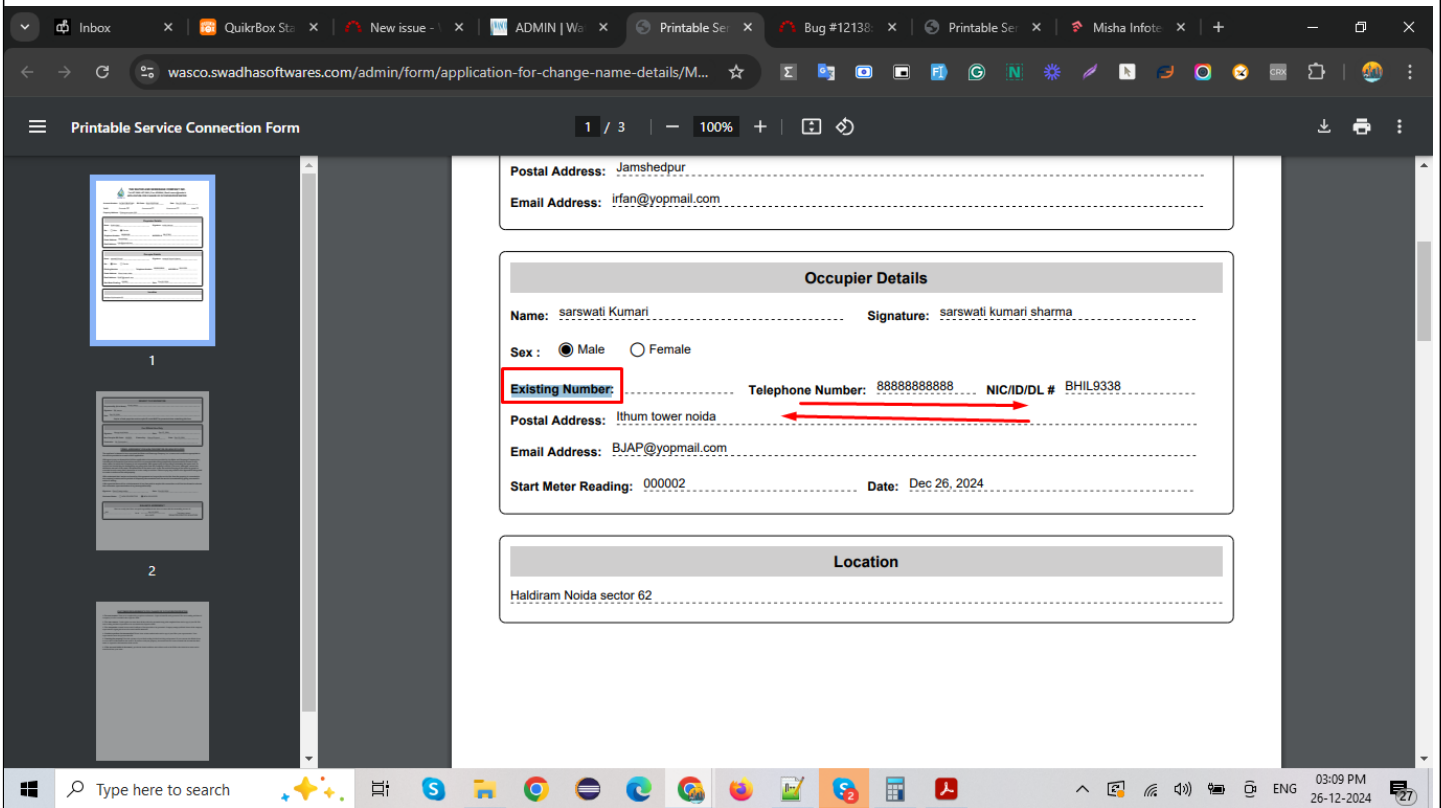 Inbox
QuikrBox Sta
New issue - \
ADMIN | Wa
Printable Ser
Bug #12138:
Printable Ser
Misha Infote
wasco.swadhasoftwares.com/admin/form/application-for-change-name-details/M...
CRX
Printable Service Connection Form
1 / 3
100%
Postal Address: Jamshedpur
Email Address: irfan@yopmail.com
Occupier Details
Name: sarswati Kumari Signature: sarswati kumari sharma
Sex : Male Female
Existing Number: Telephone Number: 88888888888 NIC/ID/DL # BHIL9338
Postal Address: Ithum tower noida
Email Address: BJAP@yopmail.com
Start Meter Reading: 000002 Date: Dec 26, 2024
Location
Haldiram Noida sector 62
1
2
Type here to search
ENG
03:09 PM
26-12-2024
27